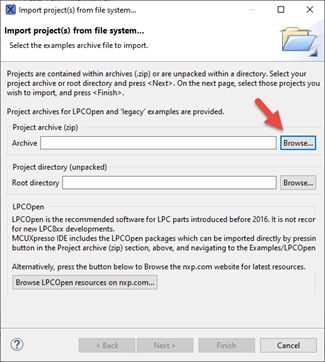 Import project(s) from file system...
Import project(s) from file system...
Select the examples archive file to import.
Projects are contained within archives (.zip) or are unpacked within a directory. Select your
project archive or root directory and press <Next>. On the next page, select those projects you
wish to import, and press <Finish>.
Project archives for LPCOpen and 'legacy' examples are provided.
Project archive (zip)
Archive
Browse...
Project directory (unpacked)
Root directory
Browse...
LPCOpen
LPCOpen is the recommended software for LPC parts introduced before 2016. It is not recor
for new LPC8xx developments.
MCUXpresso IDE includes the LPCOpen packages which can be imported directly by pressin
button in the Project archive (zip) section, above, and navigating to the Examples/LPCOpen
Alternatively, press the button below to Browse the nxp.com website for latest resources.
Browse LPCOpen resources on nxp.com...
?
< Back
Next >
Finish
Cancel